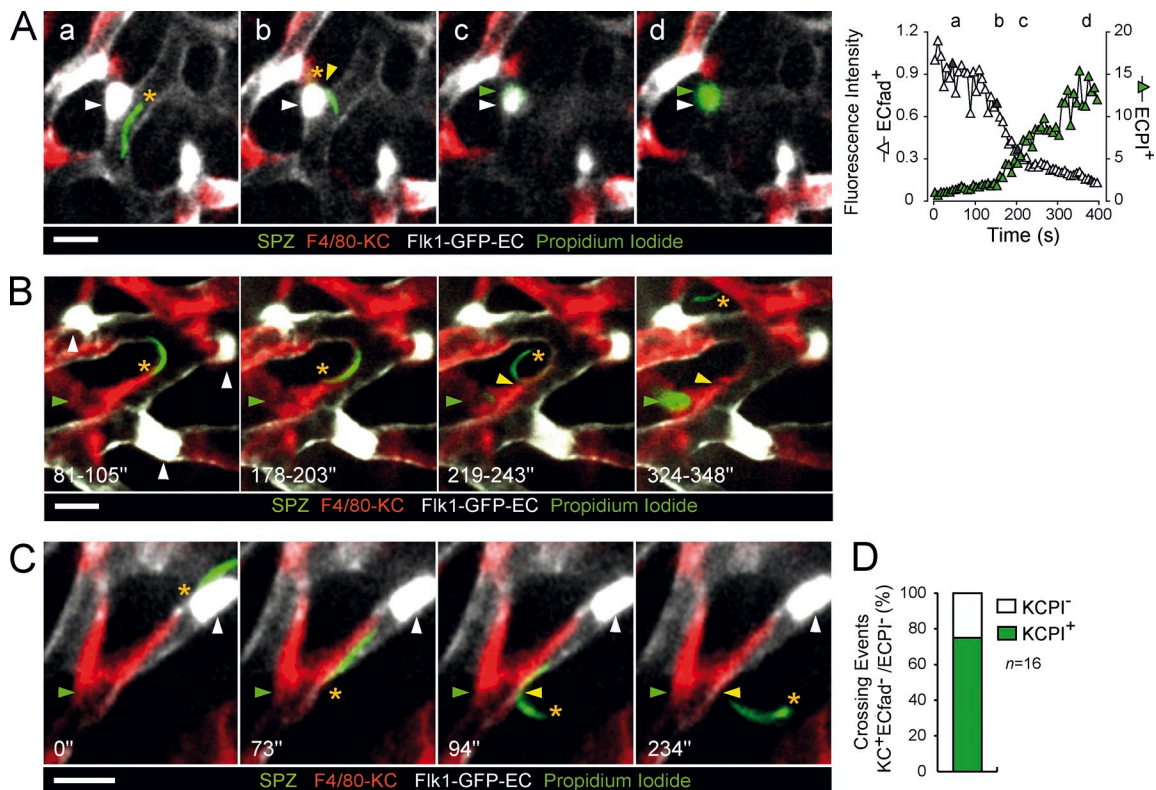 A
a
b
c
d
SPZ F4/80-KC Flk1-GFP-EC Propidium Iodide
a b c d
Fluorescence Intensity
-△- ECfad+
1.2
0.9
0.6
0.3
0
20
15
10
5
0
ECPI+
0 100 200 300 400
Time (s)
B
81-105"
178-203"
219-243"
324-348"
SPZ F4/80-KC Flk1-GFP-EC Propidium Iodide
C
0"
73"
94"
234"
SPZ F4/80-KC Flk1-GFP-EC Propidium Iodide
D
Crossing Events
KC+ECfad-/ECPI- (%)
100
80
60
40
20
0
KCPI-
KCPI+
n=16